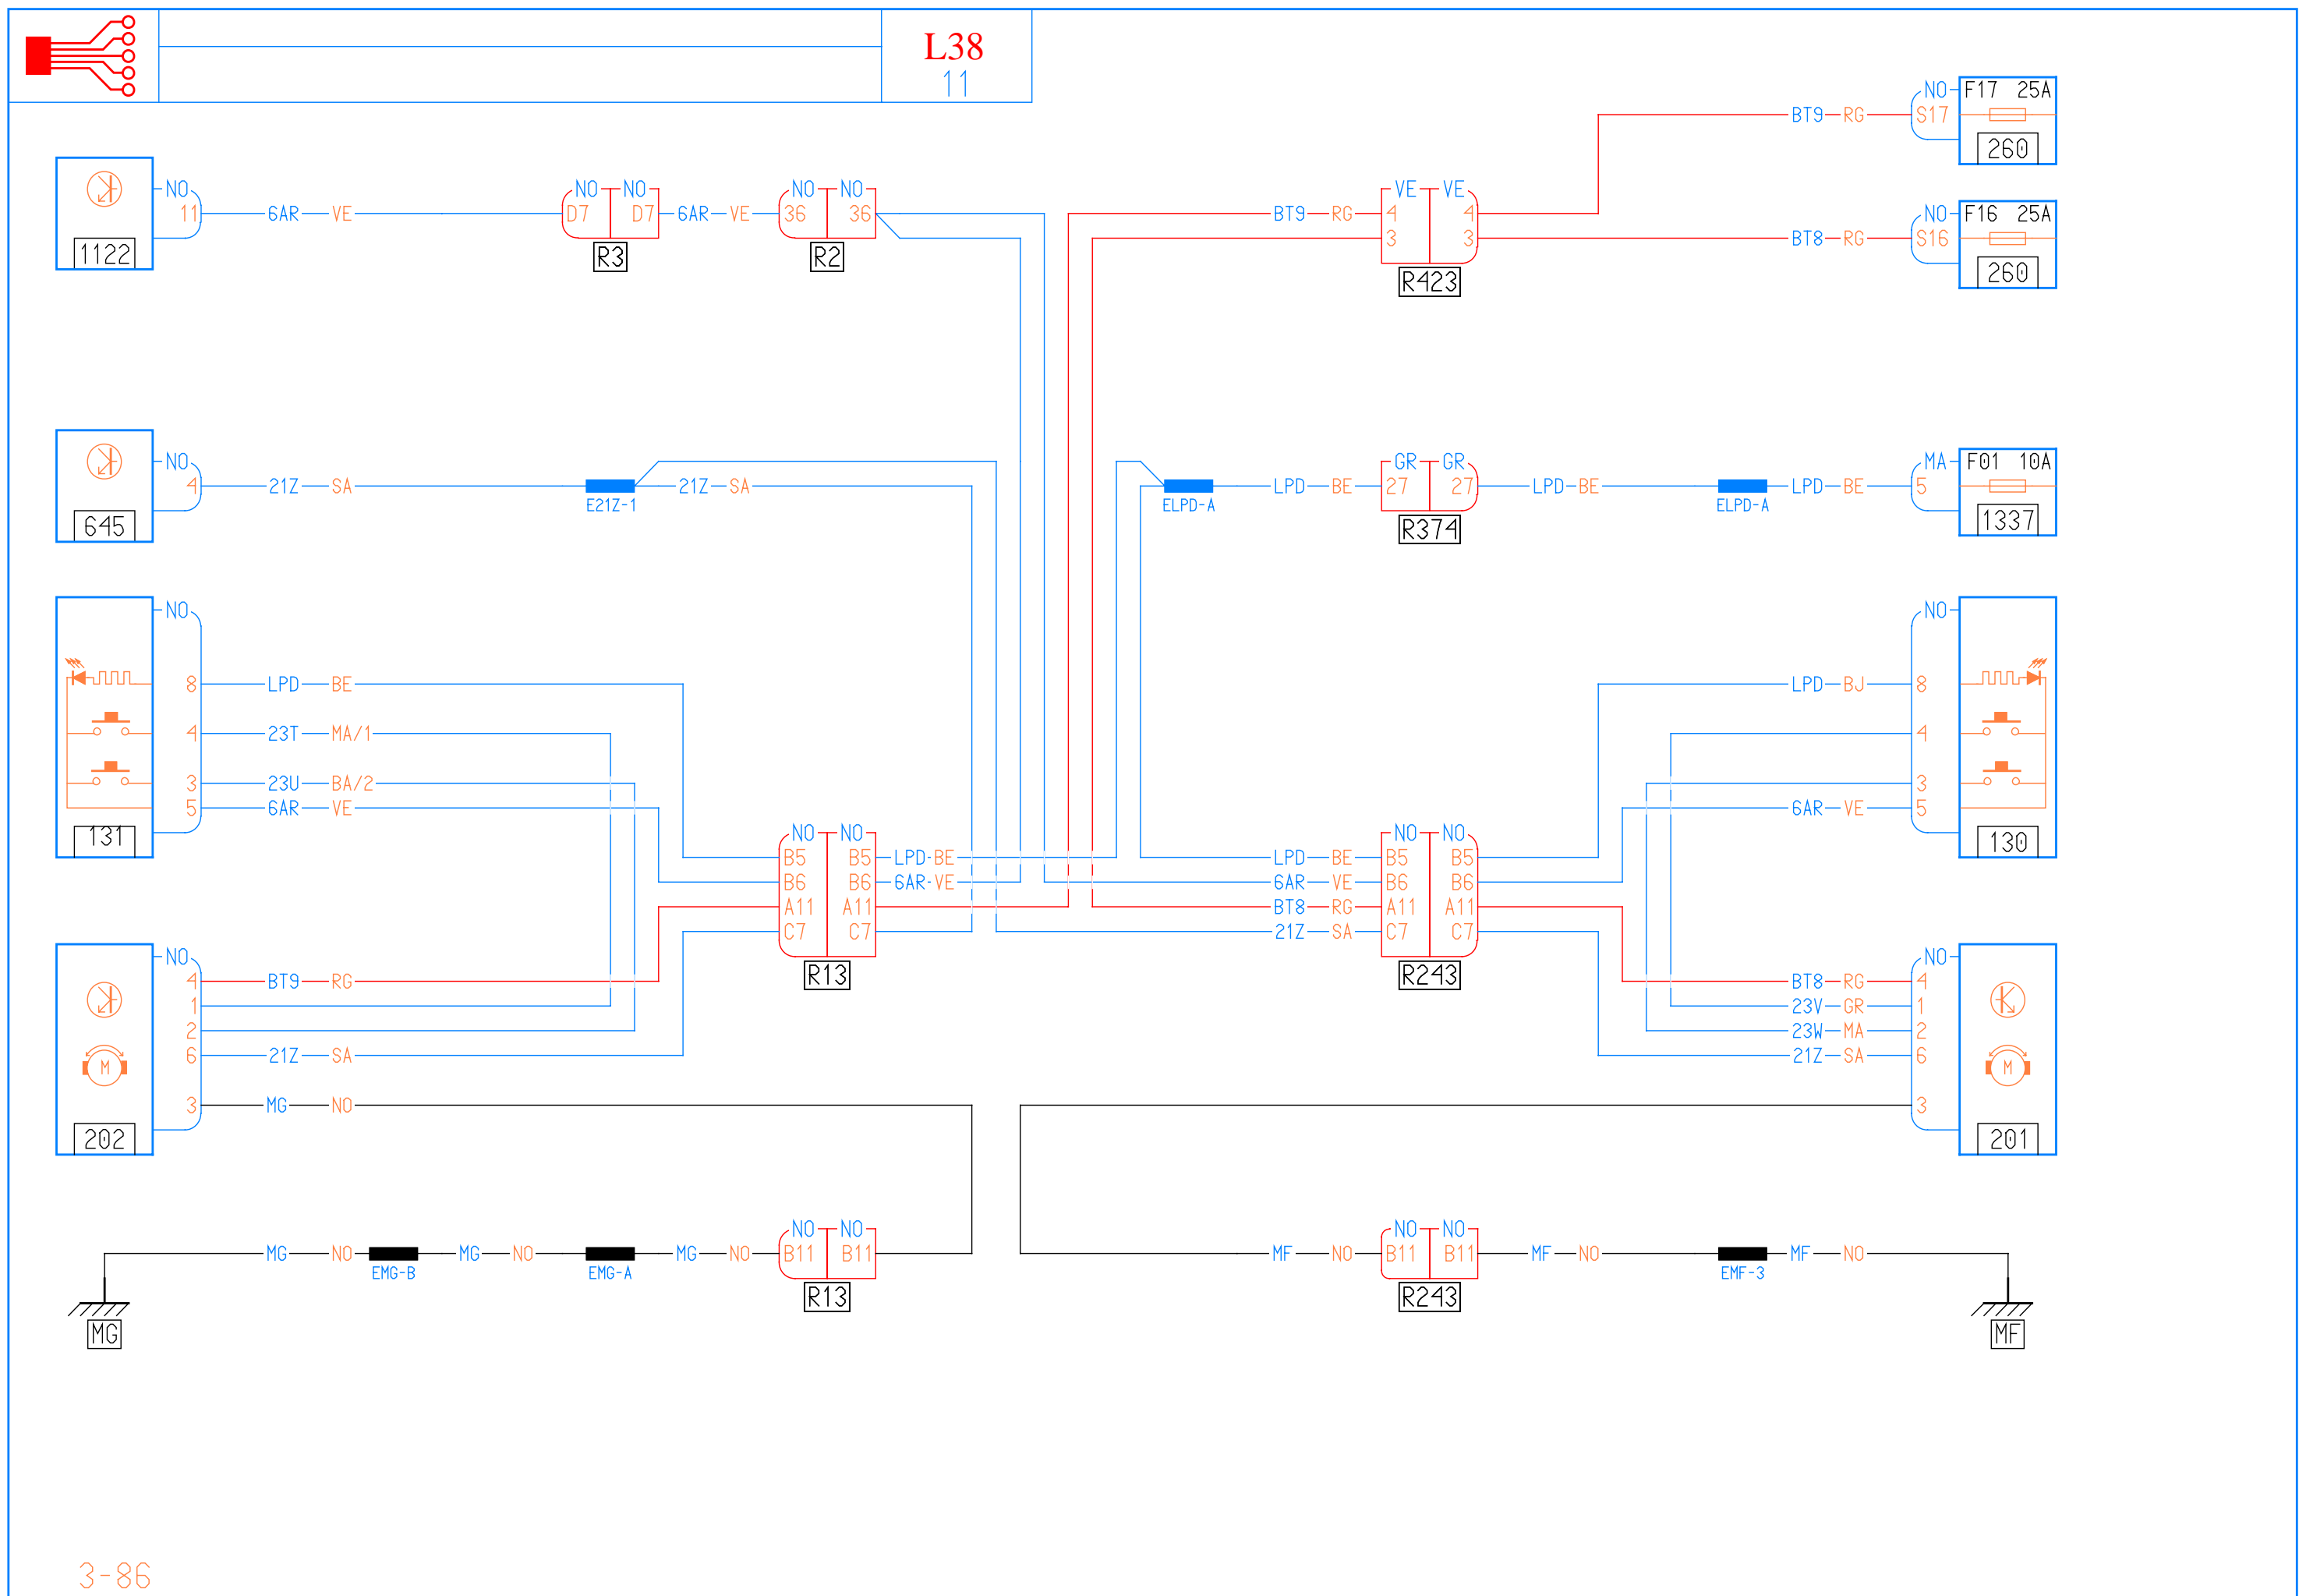 L38
11
NO F17 25A
BT9 RG S17
260
NO NO NO NO NO VE VE NO F16 25A
11 6AR VE D7 D7 6AR VE 36 36 BT9 RG 4 4
3 3 BT8 RG S16
1122 R3 R2 R423 260
NO GR GR MA F01 10A
4 21Z SA 21Z SA LPD BE 27 27 LPD BE LPD BE 5
E21Z-1 ELPD-A ELPD-A
645 R374 1337
NO NO
8 LPD BE LPD BJ 8
4 23T MA/1 4
3 23U BA/2 3
5 6AR VE 6AR VE 5
131 NO NO NO NO 130
B5 B5 LPD BE LPD BE B5 B5
B6 B6 6AR VE 6AR VE B6 B6
A11 A11 BT8 RG A11 A11
C7 C7 21Z SA C7 C7
NO NO
R13 R243
4 BT9 RG BT8 RG 4
1 23V GR 1
2 23W MA 2
6 21Z SA 21Z SA 6
M M
3 MG NO 3
202 201
NO NO NO NO
MG NO MG NO MG NO B11 B11 MF NO B11 B11 MF NO MF NO
EMG-B EMG-A EMF-3
R13 R243
MG MF
3-86